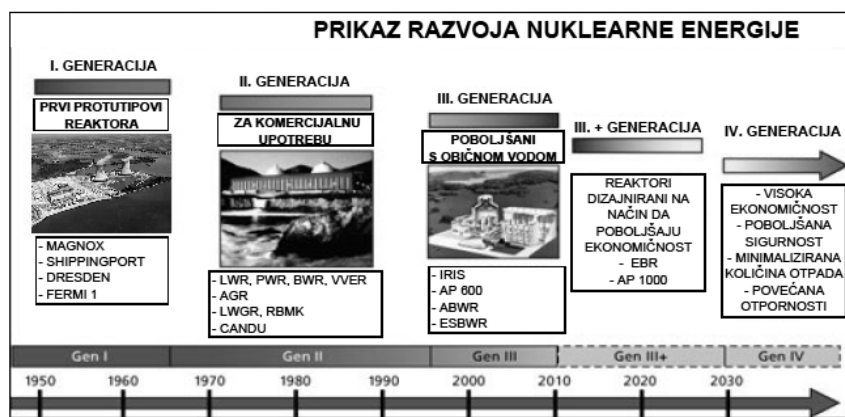 PRIKAZ RAZVOJA NUKLEARNE ENERGIJE
I. GENERACIJA
PRVI PROTUTIPOVI
REAKTORA
- MAGNOX
- SHIPPINGPORT
- DRESDEN
- FERMI 1
II. GENERACIJA
ZA KOMERCIJALNU
UPOTREBU
- LWR, PWR, BWR, VVER
- AGR
- LWGR, RBMK
- CANDU
III. GENERACIJA
POBOLJŠANI
S OBIČNOM VODOM
- IRIS
- AP 600
- ABWR
- ESBWR
III. + GENERACIJA
REAKTORI
DIZAJNIRANI NA
NAČIN DA
POBOLJŠAJU
EKONOMIČNOST
- EBR
- AP 1000
IV. GENERACIJA
- VISOKA
EKONOMIČNOST
- POBOLJŠANA
SIGURNOST
- MINIMALIZIRANA
KOLIČINA OTPADA
- POVEĆANA
OTPORNOSTI
Gen I Gen II Gen III Gen III+ Gen IV
1950 1960 1970 1980 1990 2000 2010 2020 2030